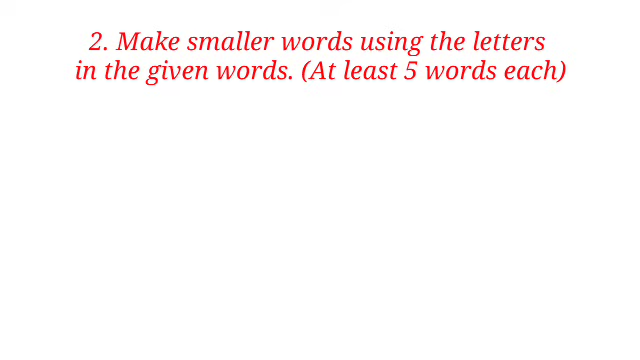 2. Make smaller words using the letters
in the given words. (At least 5 words each)